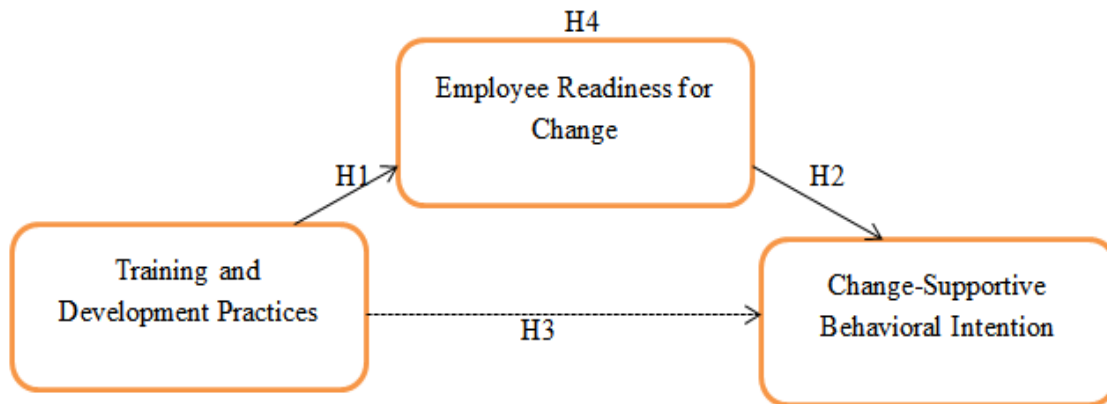 H4
Employee Readiness for
Change
H1
H2
Training and
Development Practices
H3
Change-Supportive
Behavioral Intention